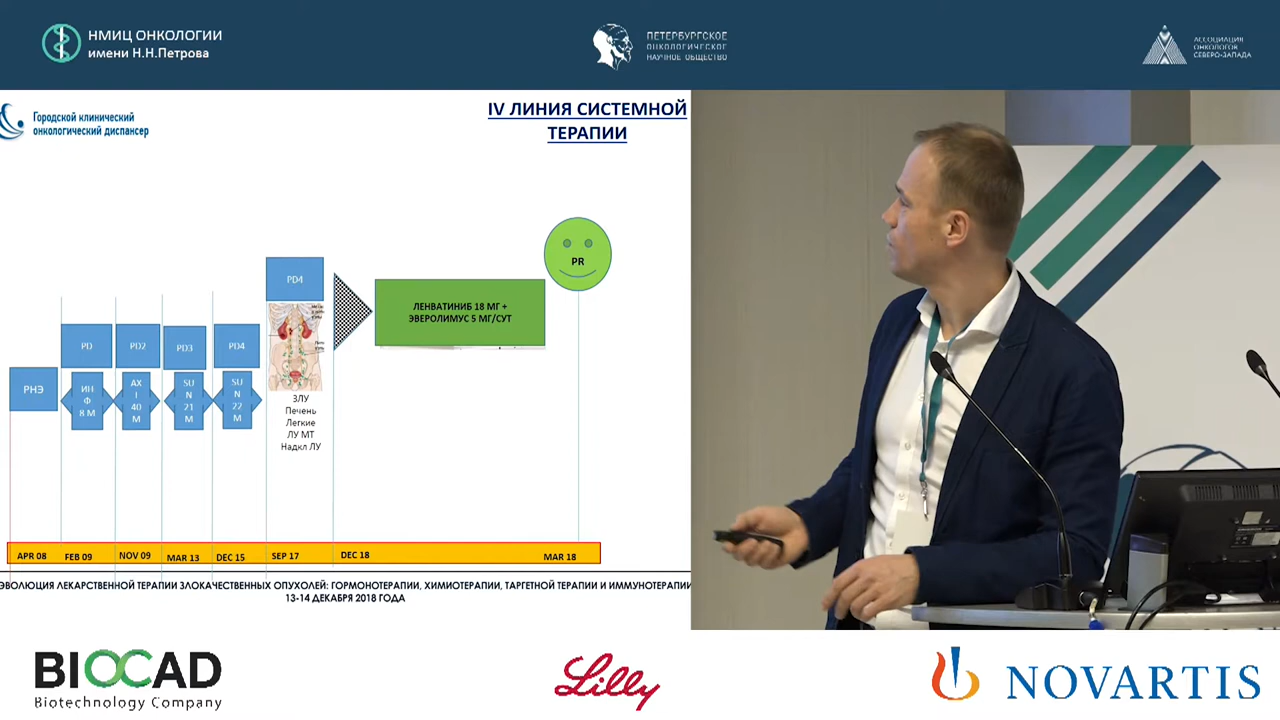 НМИЦ ОНКОЛОГИИ
имени Н.Н.Петрова
ПЕТЕРБУРГСКОЕ
ОНКОЛОГИЧЕСКОЕ
НАУЧНОЕ ОБЩЕСТВО
АССОЦИАЦИЯ
ОНКОЛОГОВ
СЕВЕРО-ЗАПАДА
Городской клинический
онкологический диспансер
IV ЛИНИЯ СИСТЕМНОЙ
ТЕРАПИИ
PR
PD4
ЛЕНВАТИНИБ 18 МГ +
ЭВЕРОЛИМУС 5 МГ/СУТ
PD
PD2
PD3
PD4
РНЭ
ИН
Ф
8 М
AX
I
40
M
SU
N
21
M
SU
N
22
M
ЗЛУ
Печень
Легкие
ЛУ МТ
Надкл ЛУ
APR 08
FEB 09
NOV 09
MAR 13
DEC 15
SEP 17
DEC 18
MAR 18
ЭВОЛЮЦИЯ ЛЕКАРСТВЕННОЙ ТЕРАПИИ ЗЛОКАЧЕСТВЕННЫХ ОПУХОЛЕЙ: ГОРМОНОТЕРАПИИ, ХИМИОТЕРАПИИ, ТАРГЕТНОЙ ТЕРАПИИ И ИММУНОТЕРАПИИ
13-14 ДЕКАБРЯ 2018 ГОДА
BIOCAD
Biotechnology Company
Lilly
NOVARTIS